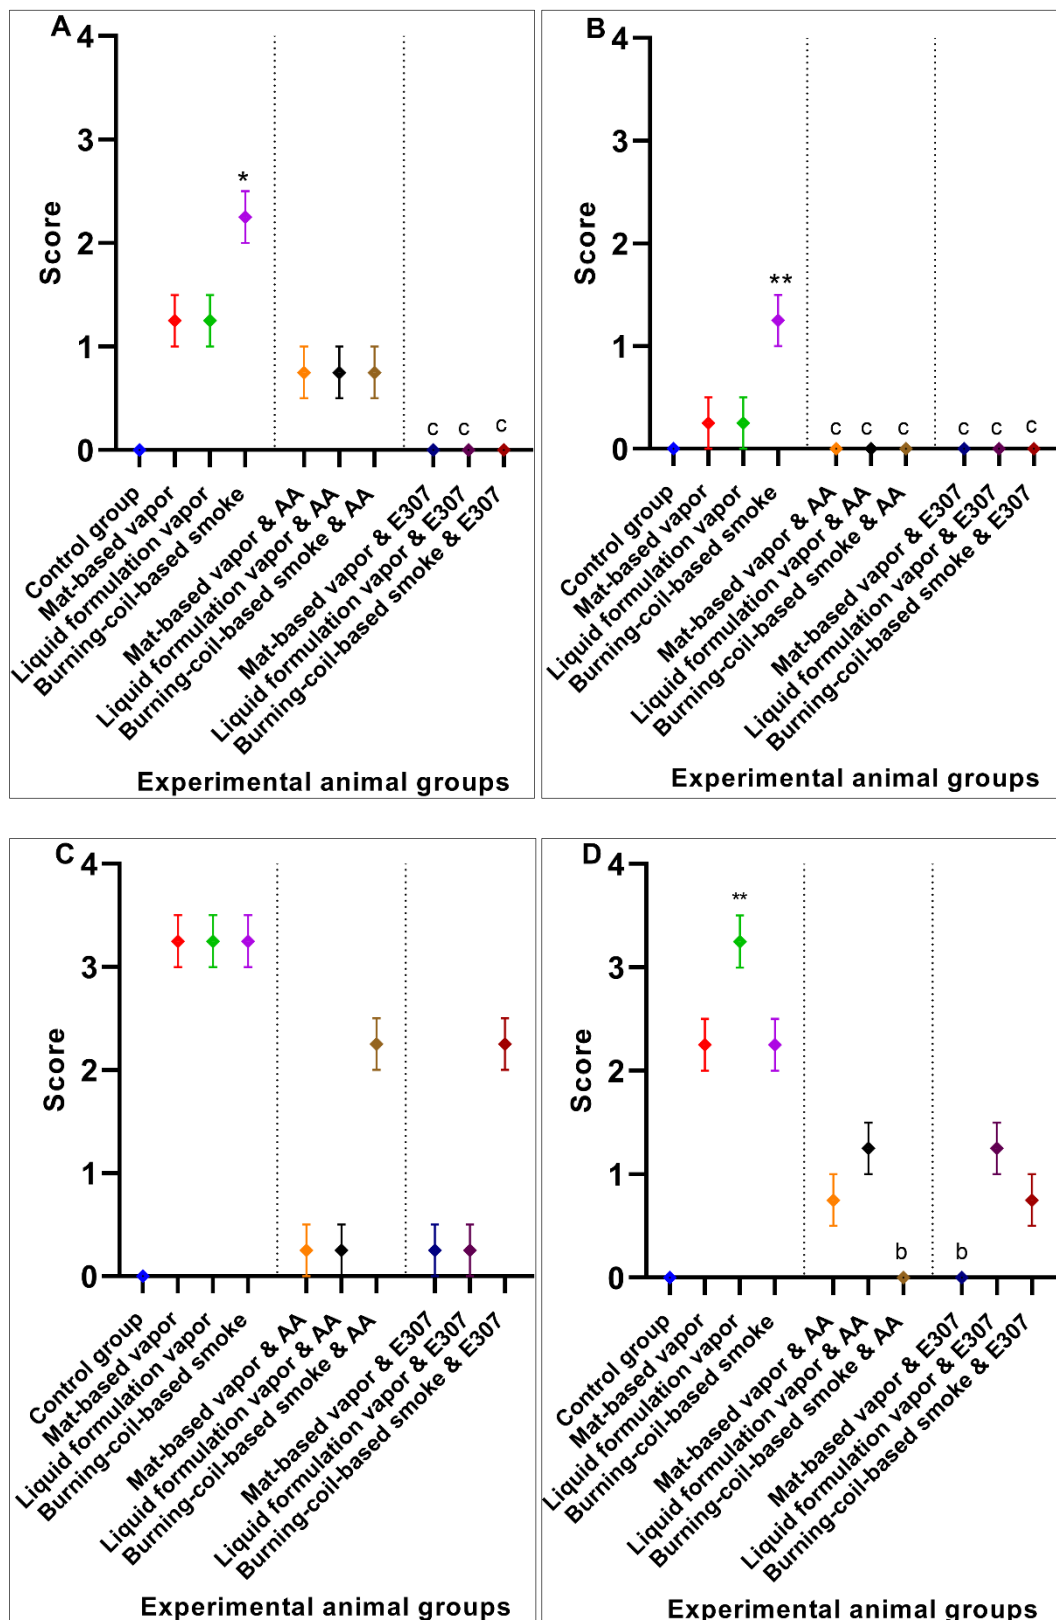 A
4
3
2
1
0
Score
*
c c c
Control group
Mat-based vapor
Liquid formulation vapor
Burning-coil-based smoke
Mat-based vapor & AA
Liquid formulation vapor & AA
Burning-coil-based smoke & AA
Mat-based vapor & E307
Liquid formulation vapor & E307
Burning-coil-based smoke & E307
Experimental animal groups
B
4
3
2
1
0
Score
**
c c c c c c
Control group
Mat-based vapor
Liquid formulation vapor
Burning-coil-based smoke
Mat-based vapor & AA
Liquid formulation vapor & AA
Burning-coil-based smoke & AA
Mat-based vapor & E307
Liquid formulation vapor & E307
Burning-coil-based smoke & E307
Experimental animal groups
C
4
3
2
1
0
Score
Control group
Mat-based vapor
Liquid formulation vapor
Burning-coil-based smoke
Mat-based vapor & AA
Liquid formulation vapor & AA
Burning-coil-based smoke & AA
Mat-based vapor & E307
Liquid formulation vapor & E307
Burning-coil-based smoke & E307
Experimental animal groups
D
4
3
2
1
0
Score
**
b b
Control group
Mat-based vapor
Liquid formulation vapor
Burning-coil-based smoke
Mat-based vapor & AA
Liquid formulation vapor & AA
Burning-coil-based smoke & AA
Mat-based vapor & E307
Liquid formulation vapor & E307
Burning-coil-based smoke & E307
Experimental animal groups